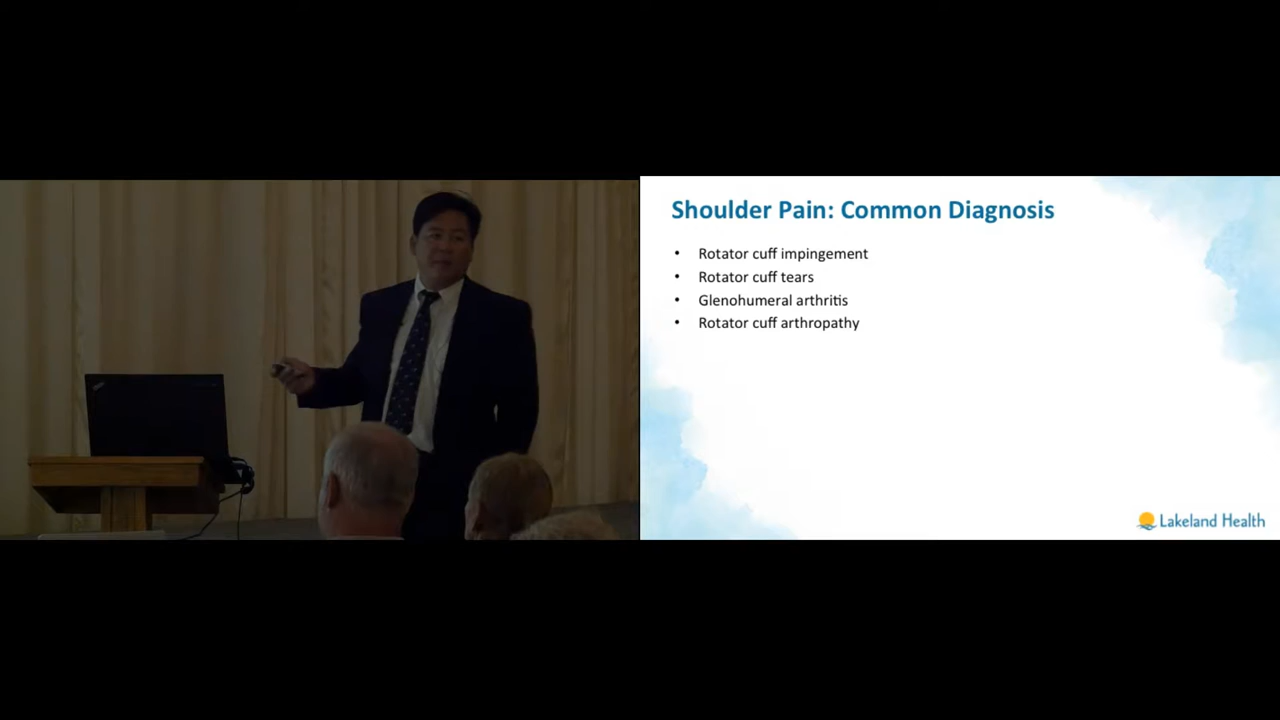 Shoulder Pain: Common Diagnosis
• Rotator cuff impingement
• Rotator cuff tears
• Glenohumeral arthritis
• Rotator cuff arthropathy
Lakeland Health